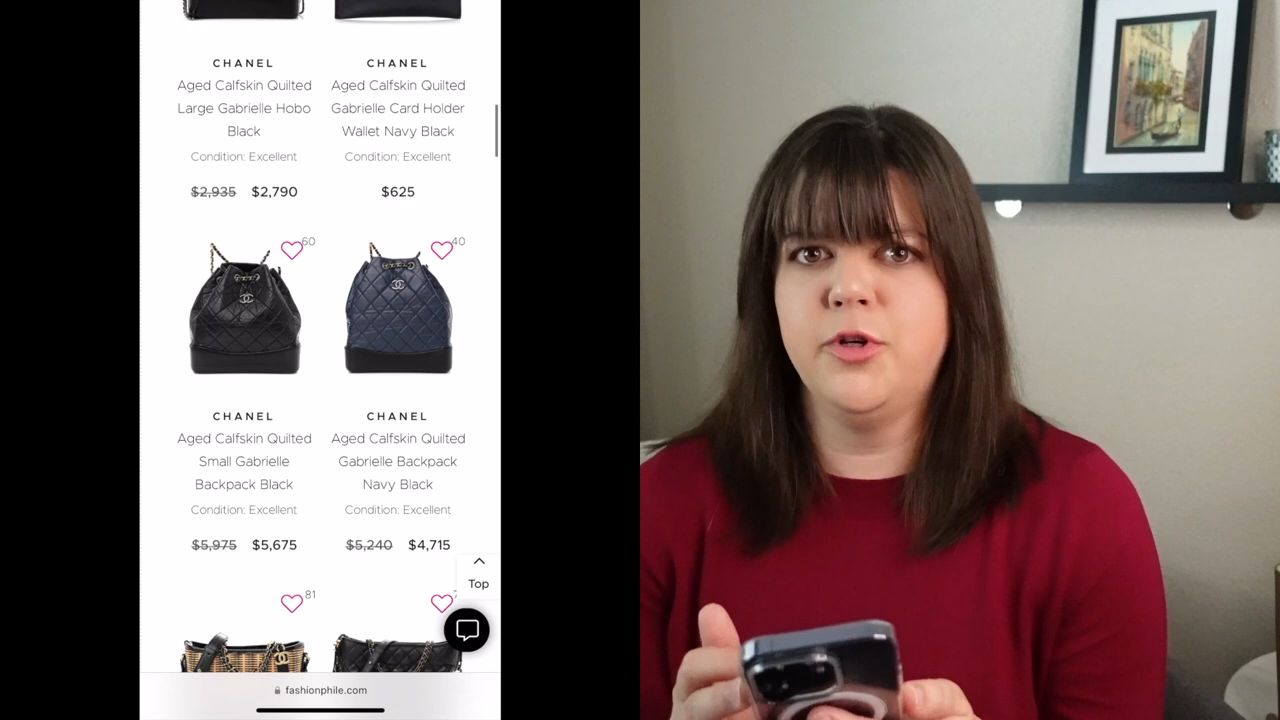 CHANEL
Aged Calfskin Quilted
Large Gabrielle Hobo
Black
Condition: Excellent
$2,935 $2,790
CHANEL
Aged Calfskin Quilted
Gabrielle Card Holder
Wallet Navy Black
Condition: Excellent
$625
60
40
CHANEL
Aged Calfskin Quilted
Small Gabrielle
Backpack Black
Condition: Excellent
$5,975 $5,675
CHANEL
Aged Calfskin Quilted
Gabrielle Backpack
Navy Black
Condition: Excellent
$5,240 $4,715
Top
81
fashionphile.com